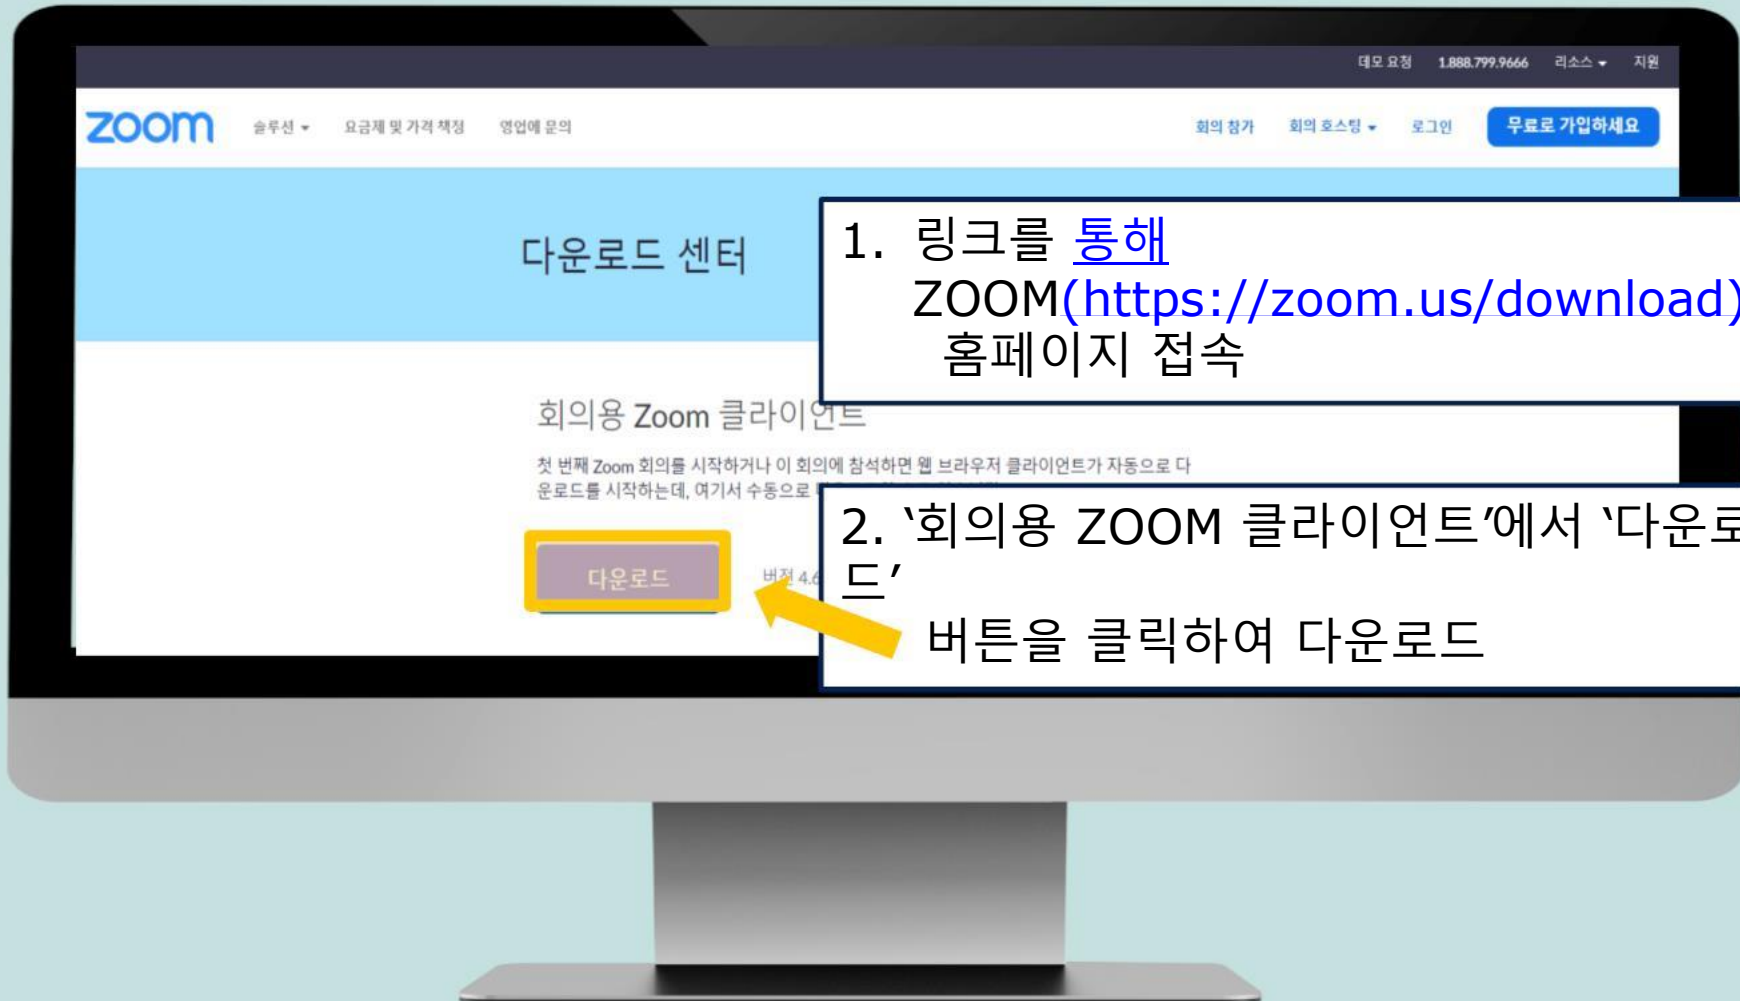 데모 요청 1.888.799.9666 리소스 지원
zoom 솔루션 요금제 및 가격 책정 영업에 문의 회의 참가 회의 호스팅 로그인 무료로 가입하세요
다운로드 센터
1. 링크를 통해
ZOOM(https://zoom.us/download)
홈페이지 접속
회의용 Zoom 클라이언트
첫 번째 Zoom 회의를 시작하거나 이 회의에 참석하면 웹 브라우저 클라이언트가 자동으로 다
운로드를 시작하는데, 여기서 수동으로
2. ‘회의용 ZOOM 클라이언트’에서 ‘다운로
드’
버튼을 클릭하여 다운로드
다운로드
버전 4.6